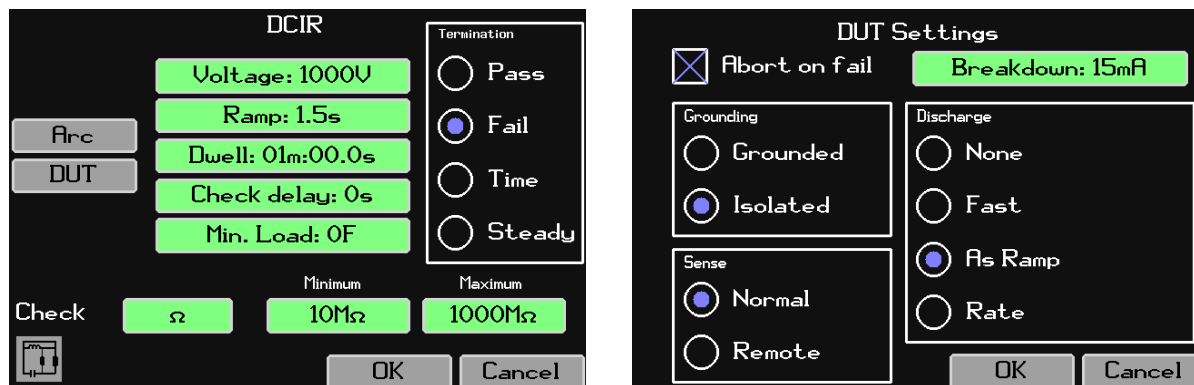 DCIR
Termination
Voltage: 1000V
Pass
Ramp: 1.5s
Arc
Fail
Dwell: 01m:00.0s
DUT
Time
Check delay: 0s
Min. Load: 0F
Steady
Minimum
Maximum
Check
Ω
10MΩ
1000MΩ
OK
Cancel
DUT Settings
Abort on fail
Breakdown: 15mA
Grounding
Grounded
Isolated
Sense
Normal
Remote
Discharge
None
Fast
As Ramp
Rate
OK
Cancel